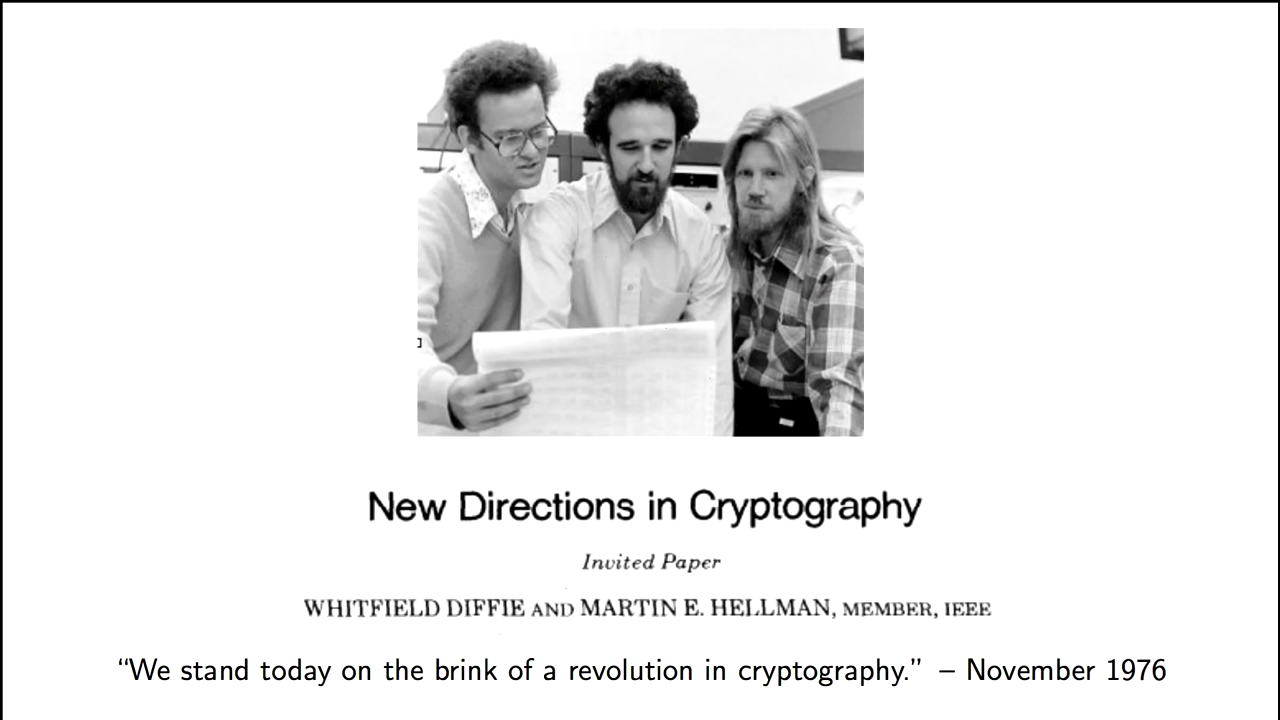 New Directions in Cryptography
Invited Paper
WHITFIELD DIFFIE AND MARTIN E. HELLMAN, MEMBER, IEEE
“We stand today on the brink of a revolution in cryptography.” – November 1976